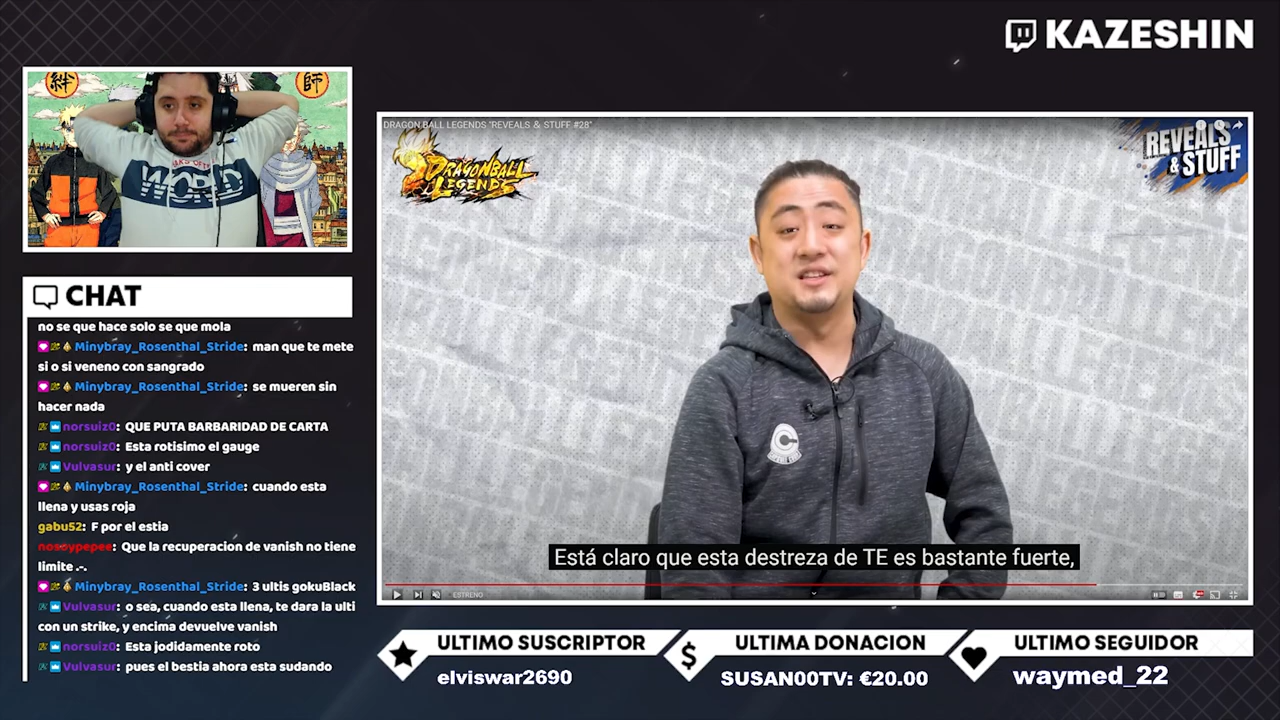 KAZESHIN
絆
師
WORLD
DRAGON BALL LEGENDS "REVEALS & STUFF #28"
DRAGONBALL
LEGENDS
REVEALS
& STUFF
CHAT
no se que hace solo se que mola
Minybray_Rosenthal_Stride: man que te mete
si o si veneno con sangrado
Minybray_Rosenthal_Stride: se mueren sin
hacer nada
norsuiz0: QUE PUTA BARBARIDAD DE CARTA
norsuiz0: Esta rotisimo el gauge
Vulvasur: y el anti cover
Minybray_Rosenthal_Stride: cuando esta
llena y usas roja
gabu52: F por el estia
nosoypepee: Que la recuperacion de vanish no tiene
limite .-.
Minybray_Rosenthal_Stride: 3 ultis gokuBlack
Vulvasur: o sea, cuando esta llena, te dara la ulti
con un strike, y encima devuelve vanish
norsuiz0: Esta jodidamente roto
Vulvasur: pues el bestia ahora esta sudando
Está claro que esta destreza de TE es bastante fuerte,
ESTRENO
ULTIMO SUSCRIPTOR
elviswar2690
ULTIMA DONACION
SUSAN00TV: €20.00
ULTIMO SEGUIDOR
waymed_22